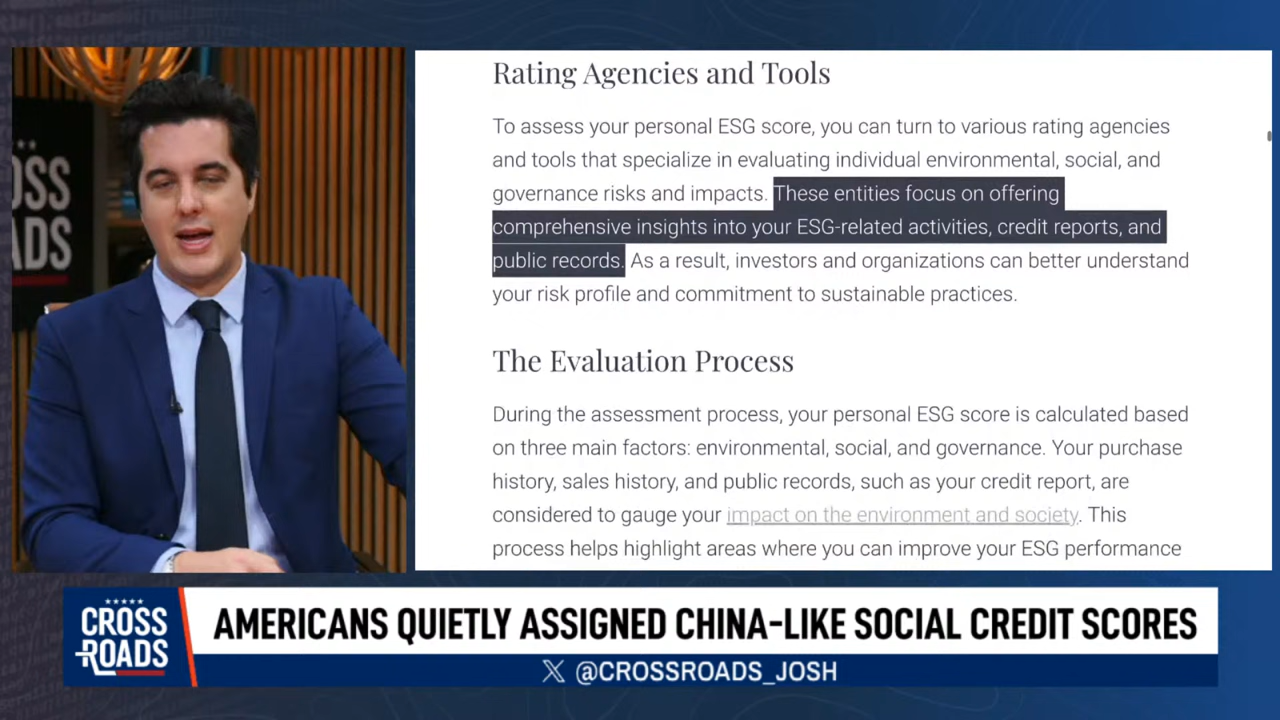 OSS
ADS
Rating Agencies and Tools
To assess your personal ESG score, you can turn to various rating agencies
and tools that specialize in evaluating individual environmental, social, and
governance risks and impacts. These entities focus on offering
comprehensive insights into your ESG-related activities, credit reports, and
public records. As a result, investors and organizations can better understand
your risk profile and commitment to sustainable practices.
The Evaluation Process
During the assessment process, your personal ESG score is calculated based
on three main factors: environmental, social, and governance. Your purchase
history, sales history, and public records, such as your credit report, are
considered to gauge your impact on the environment and society. This
process helps highlight areas where you can improve your ESG performance
CROSS
ROADS
AMERICANS QUIETLY ASSIGNED CHINA-LIKE SOCIAL CREDIT SCORES
X @CROSSROADS_JOSH